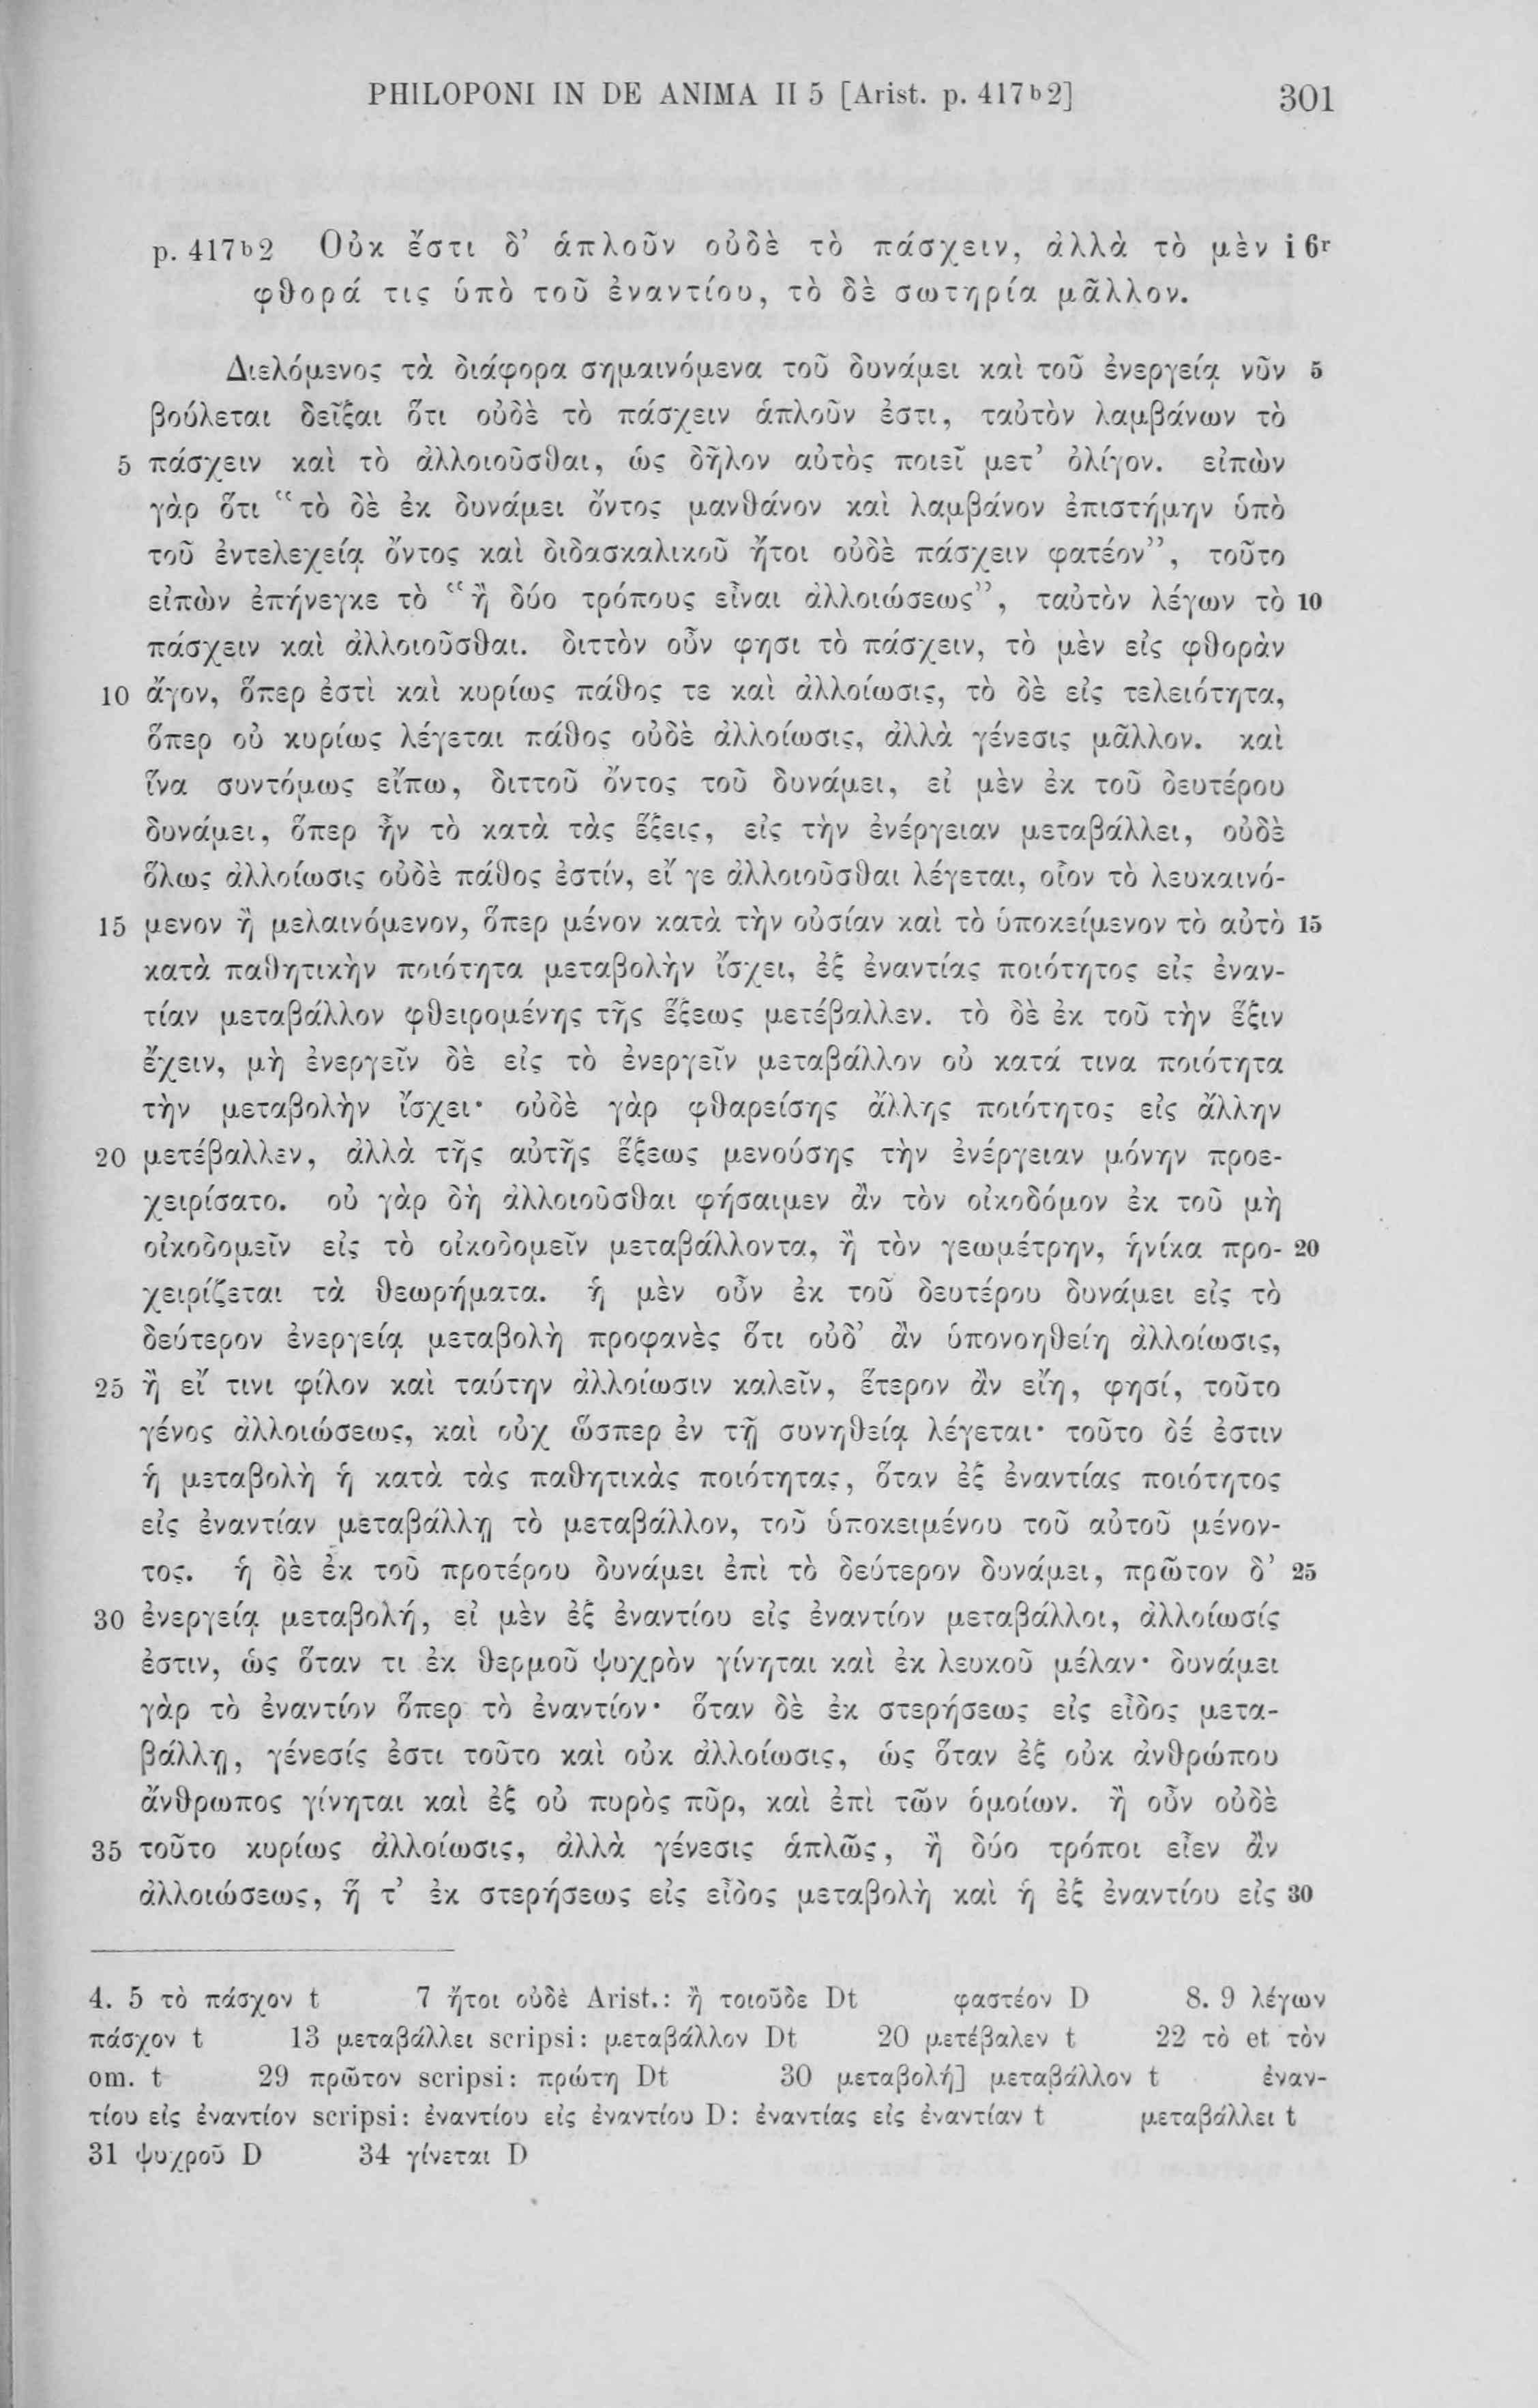 PHILOPONI IN DE ANIMA II 5 [Arist. p. 417b2] 301
p. 417b2 Οὐκ ἔστι δ’ ἁπλοῦν οὐδὲ τὸ πάσχειν, ἀλλὰ τὸ μὲν i 6r
φθορά τις ὑπὸ τοῦ ἐναντίου, τὸ δὲ σωτηρία μᾶλλον.
Διελόμενος τὰ διάφορα σημαινόμενα τοῦ δυνάμει καὶ τοῦ ἐνεργείᾳ νῦν 5
βούλεται δεῖξαι ὅτι οὐδὲ τὸ πάσχειν ἁπλοῦν ἐστι, ταὐτὸν λαμβάνων τὸ
5 πάσχειν καὶ τὸ ἀλλοιοῦσθαι, ὡς δῆλον αὐτὸς ποιεῖ μετ’ ὀλίγον. εἰπὼν
γὰρ ὅτι “τὸ δὲ ἐκ δυνάμει ὄντος μανθάνον καὶ λαμβάνον ἐπιστήμην ὑπὸ
τοῦ ἐντελεχείᾳ ὄντος καὶ διδασκαλικοῦ ἤτοι οὐδὲ πάσχειν φατέον”, τοῦτο
εἰπὼν ἐπήνεγκε τὸ “ἢ δύο τρόπους εἶναι ἀλλοιώσεως”, ταὐτὸν λέγων τὸ 10
πάσχειν καὶ ἀλλοιοῦσθαι. διττὸν οὖν φησι τὸ πάσχειν, τὸ μὲν εἰς φθορὰν
10 ἄγον, ὅπερ ἐστὶ καὶ κυρίως πάθος τε καὶ ἀλλοίωσις, τὸ δὲ εἰς τελειότητα,
ὅπερ οὐ κυρίως λέγεται πάθος οὐδὲ ἀλλοίωσις, ἀλλὰ γένεσις μᾶλλον. καὶ
ἵνα συντόμως εἴπω, διττοῦ ὄντος τοῦ δυνάμει, εἰ μὲν ἐκ τοῦ δευτέρου
δυνάμει, ὅπερ ἦν τὸ κατὰ τὰς ἕξεις, εἰς τὴν ἐνέργειαν μεταβάλλει, οὐδὲ
ὅλως ἀλλοίωσις οὐδὲ πάθος ἐστίν, εἴ γε ἀλλοιοῦσθαι λέγεται, οἷον τὸ λευκαινό-
15 μενον ἢ μελαινόμενον, ὅπερ μένον κατὰ τὴν οὐσίαν καὶ τὸ ὑποκείμενον τὸ αὐτὸ 15
κατὰ παθητικὴν ποιότητα μεταβολὴν ἴσχει, ἐξ ἐναντίας ποιότητος εἰς ἐναν-
τίαν μεταβάλλον φθειρομένης τῆς ἕξεως μετέβαλλεν. τὸ δὲ ἐκ τοῦ τὴν ἕξιν
ἔχειν, μὴ ἐνεργεῖν δὲ εἰς τὸ ἐνεργεῖν μεταβάλλον οὐ κατά τινα ποιότητα
τὴν μεταβολὴν ἴσχει· οὐδὲ γὰρ φθαρείσης ἄλλης ποιότητος εἰς ἄλλην
20 μετέβαλλεν, ἀλλὰ τῆς αὐτῆς ἕξεως μενούσης τὴν ἐνέργειαν μόνην προε-
χειρίσατο. οὐ γὰρ δὴ ἀλλοιοῦσθαι φήσαιμεν ἂν τὸν οἰκοδόμον ἐκ τοῦ μὴ
οἰκοδομεῖν εἰς τὸ οἰκοδομεῖν μεταβάλλοντα, ἢ τὸν γεωμέτρην, ἡνίκα προ- 20
χειρίζεται τὰ θεωρήματα. ἡ μὲν οὖν ἐκ τοῦ δευτέρου δυνάμει εἰς τὸ
δεύτερον ἐνεργείᾳ μεταβολὴ προφανὲς ὅτι οὐδ’ ἂν ὑπονοηθείη ἀλλοίωσις,
25 ἢ εἴ τινι φίλον καὶ ταύτην ἀλλοίωσιν καλεῖν, ἕτερον ἂν εἴη, φησί, τοῦτο
γένος ἀλλοιώσεως, καὶ οὐχ ὥσπερ ἐν τῇ συνηθείᾳ λέγεται· τοῦτο δέ ἐστιν
ἡ μεταβολὴ ἡ κατὰ τὰς παθητικὰς ποιότητας, ὅταν ἐξ ἐναντίας ποιότητος
εἰς ἐναντίαν μεταβάλλῃ τὸ μεταβάλλον, τοῦ ὑποκειμένου τοῦ αὐτοῦ μένον-
τος. ἡ δὲ ἐκ τοῦ προτέρου δυνάμει ἐπὶ τὸ δεύτερον δυνάμει, πρῶτον δ’ 25
30 ἐνεργείᾳ μεταβολή, εἰ μὲν ἐξ ἐναντίου εἰς ἐναντίον μεταβάλλοι, ἀλλοίωσίς
ἐστιν, ὡς ὅταν τι ἐκ θερμοῦ ψυχρὸν γίνηται καὶ ἐκ λευκοῦ μέλαν· δυνάμει
γὰρ τὸ ἐναντίον ὅπερ τὸ ἐναντίον· ὅταν δὲ ἐκ στερήσεως εἰς εἶδος μετα-
βάλλῃ, γένεσίς ἐστι τοῦτο καὶ οὐκ ἀλλοίωσις, ὡς ὅταν ἐξ οὐκ ἀνθρώπου
ἄνθρωπος γίνηται καὶ ἐξ οὐ πυρὸς πῦρ, καὶ ἐπὶ τῶν ὁμοίων. ἢ οὖν οὐδὲ
35 τοῦτο κυρίως ἀλλοίωσις, ἀλλὰ γένεσις ἁπλῶς, ἢ δύο τρόποι εἶεν ἂν
ἀλλοιώσεως, ἥ τ’ ἐκ στερήσεως εἰς εἶδος μεταβολὴ καὶ ἡ ἐξ ἐναντίου εἰς 30
4. 5 τὸ πάσχον t 7 ἤτοι οὐδὲ Arist.: ἢ τοιοῦδε Dt φαστέον D 8. 9 λέγων
πάσχον t 13 μεταβάλλει scripsi: μεταβάλλον Dt 20 μετέβαλεν t 22 τὸ et τὸν
om. t 29 πρῶτον scripsi: πρώτη Dt 30 μεταβολή] μεταβάλλον t ἐναν-
τίου εἰς ἐναντίον scripsi: ἐναντίου εἰς ἐναντίου D: ἐναντίας εἰς ἐναντίαν t μεταβάλλει t
31 ψυχροῦ D 34 γίνεται D